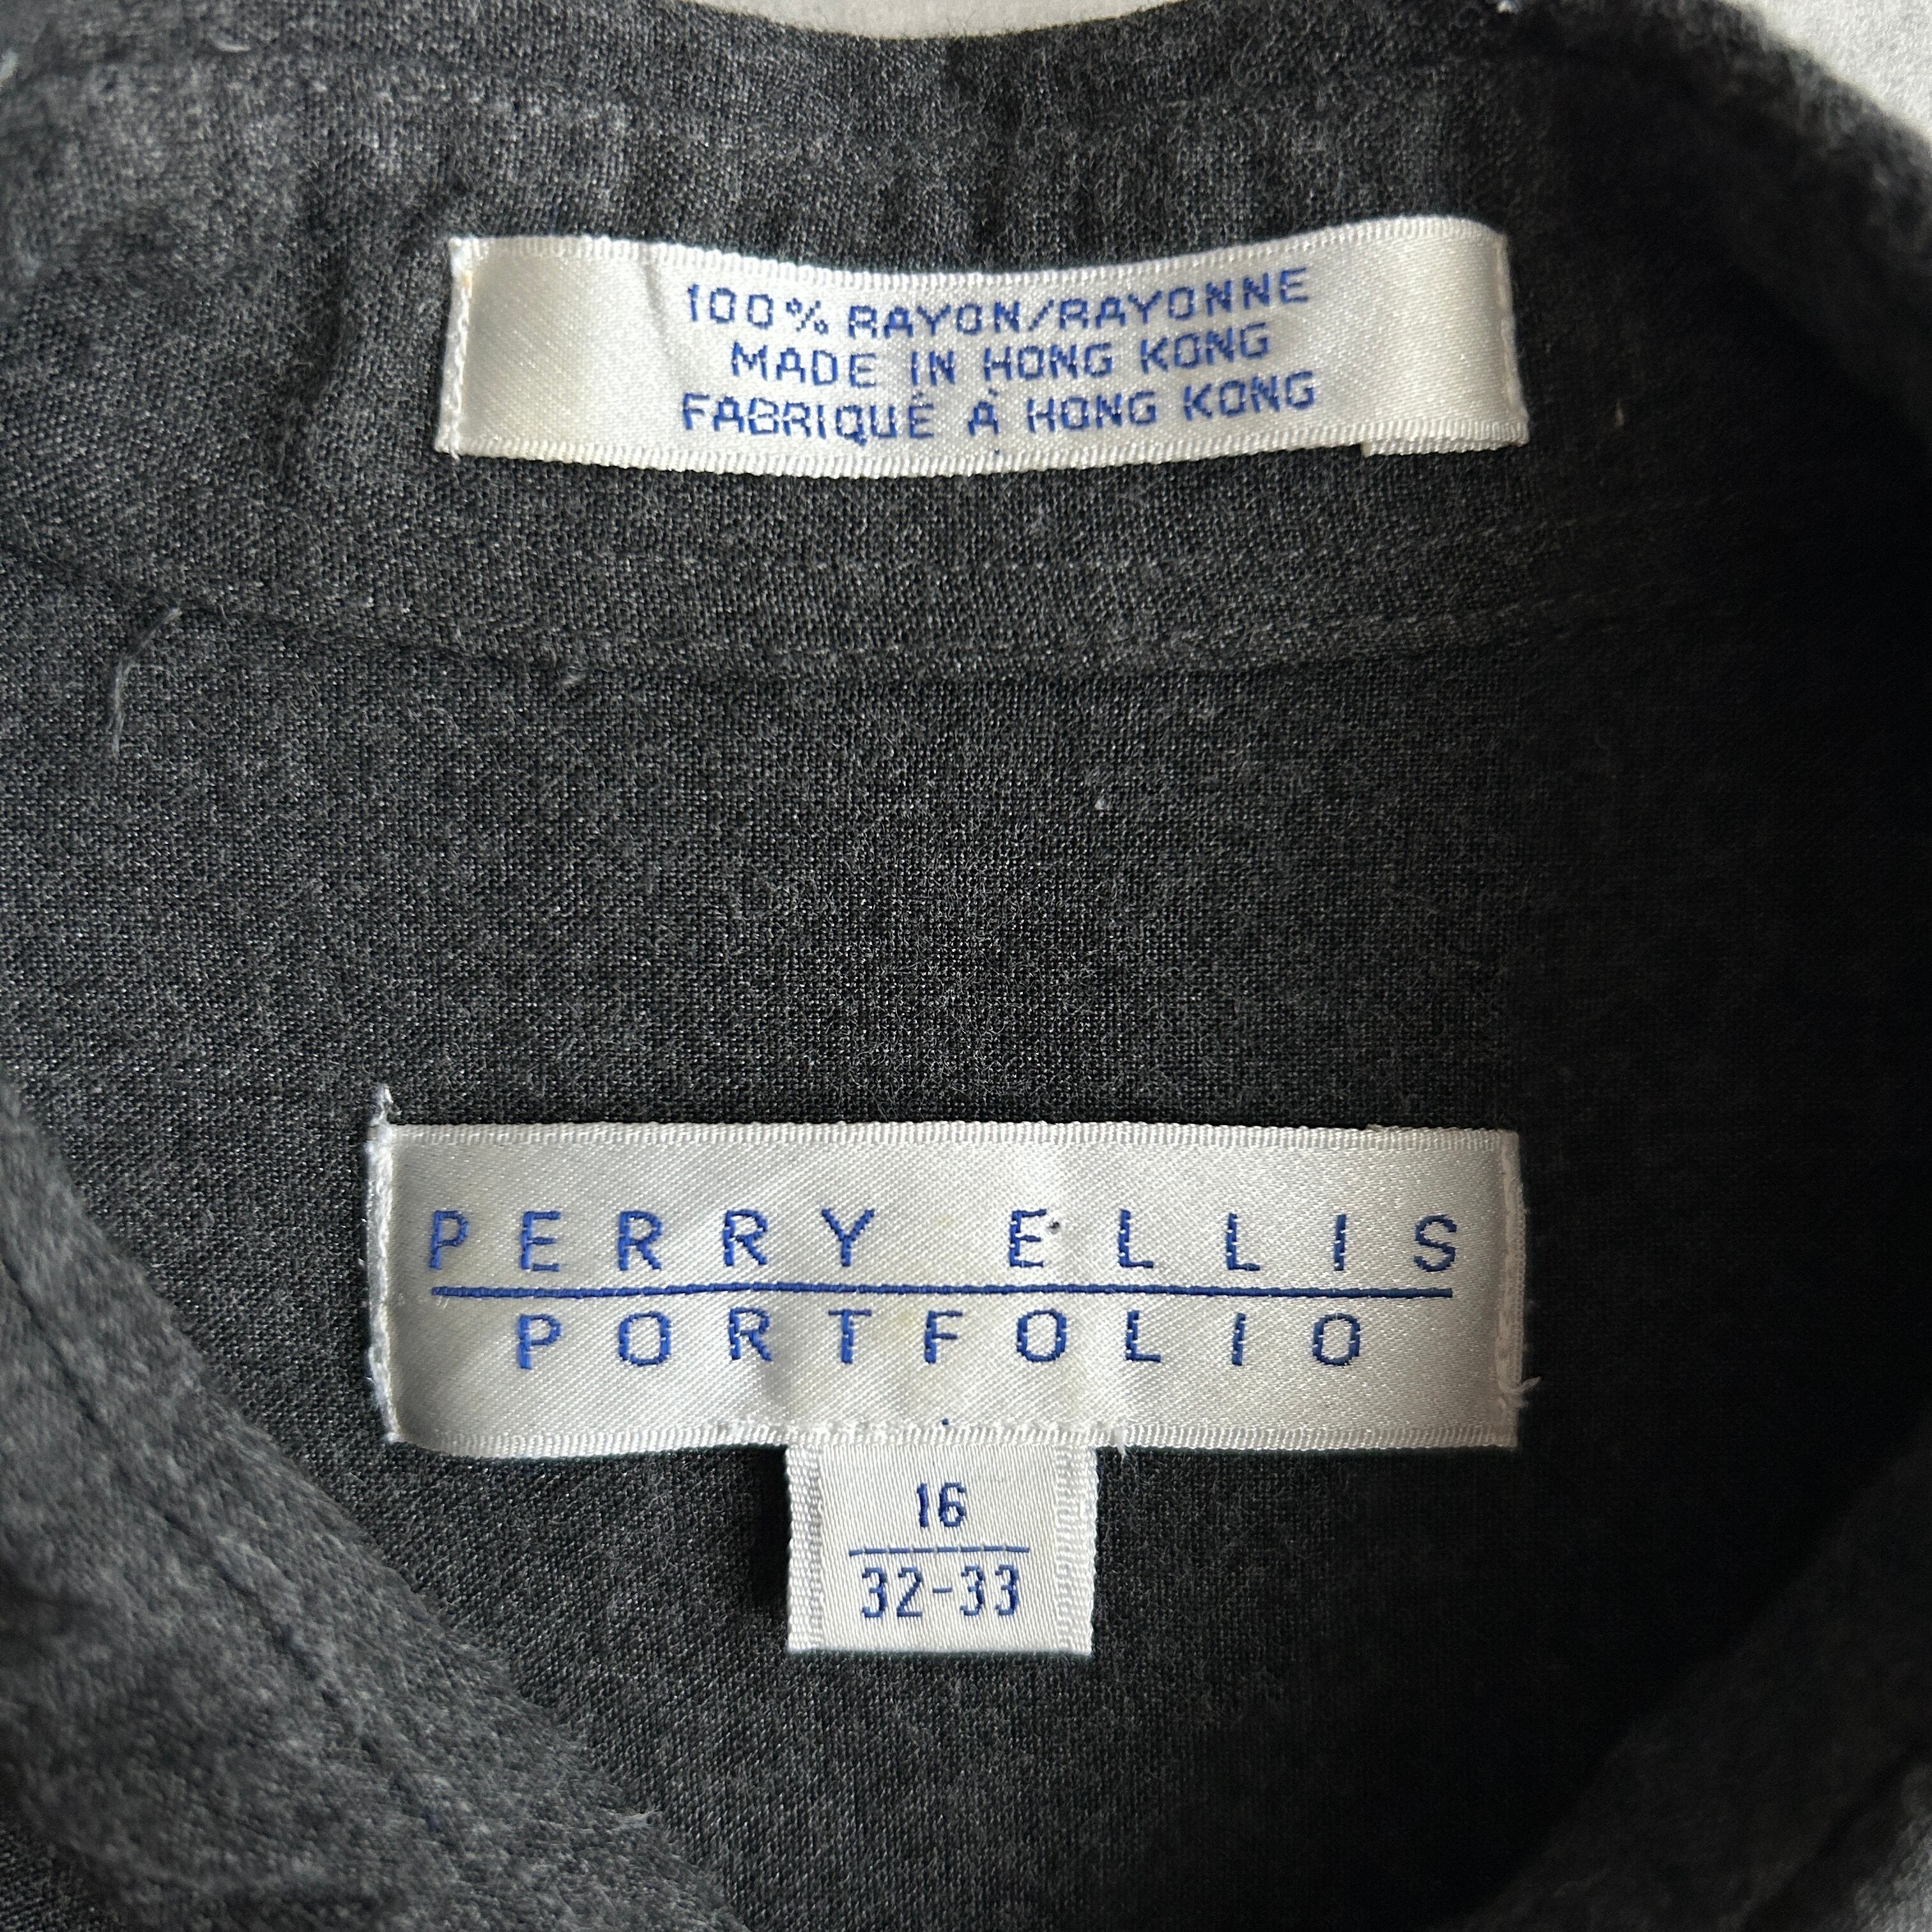 100% RAYON/RAYONNE
MADE IN HONG KONG
FABRIQUÉ À HONG KONG
PERRY ELLIS
PORTFOLIO
16
32-33